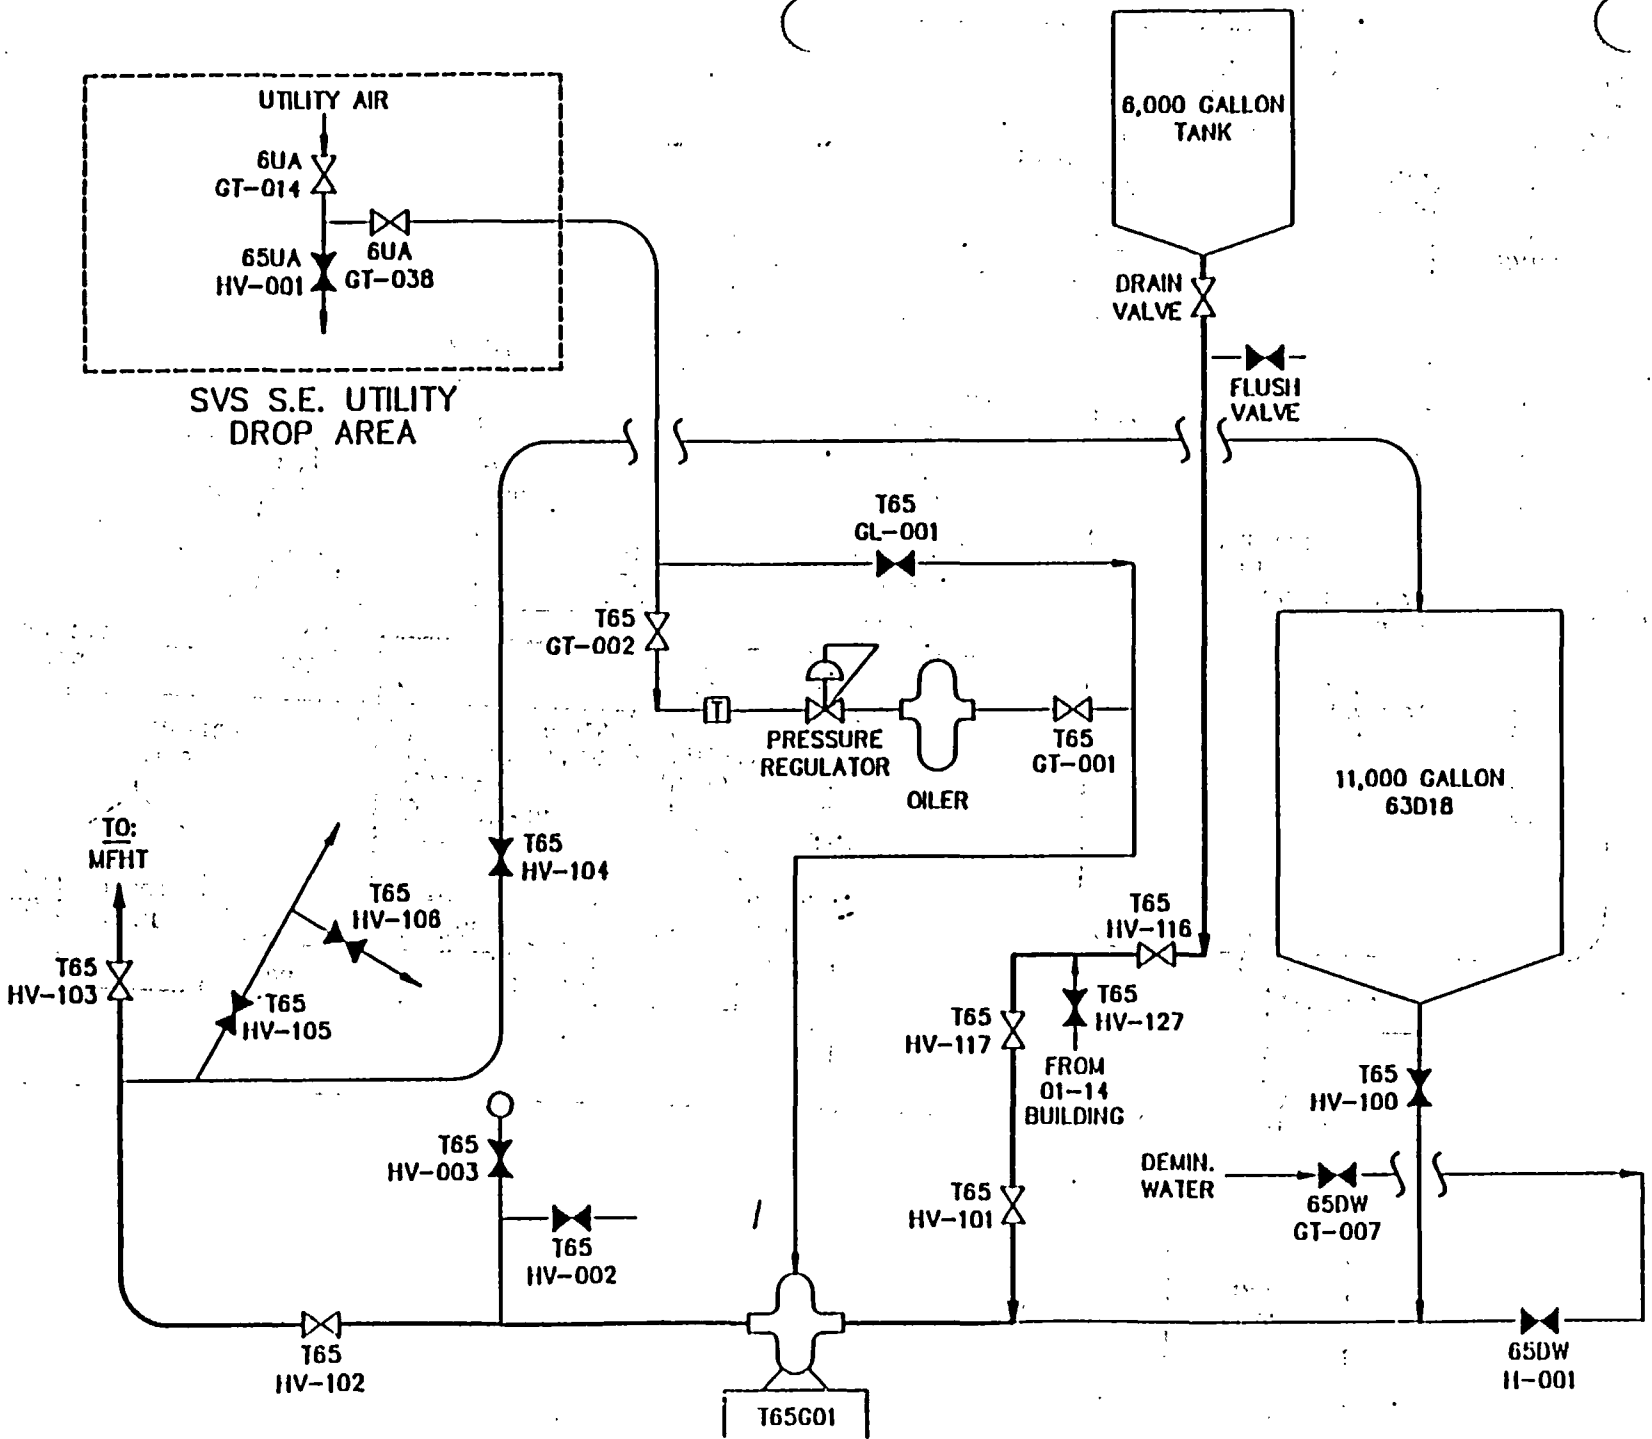 UTILITY AIR
6UA
GT-014
65UA
HV-001
6UA
GT-038
SVS S.E. UTILITY
DROP AREA
6,000 GALLON
TANK
DRAIN
VALVE
FLUSH
VALVE
T65
GL-001
T65
GT-002
T
PRESSURE
REGULATOR
OILER
T65
GT-001
11,000 GALLON
63D18
TO:
MFHT
T65
HV-104
T65
HV-106
T65
HV-103
T65
HV-105
T65
HV-116
T65
HV-117
T65
HV-127
FROM
01-14
BUILDING
T65
HV-100
T65
HV-003
T65
HV-002
T65
HV-101
DEMIN.
WATER
65DW
GT-007
T65
HV-102
T65G01
65DW
H-001